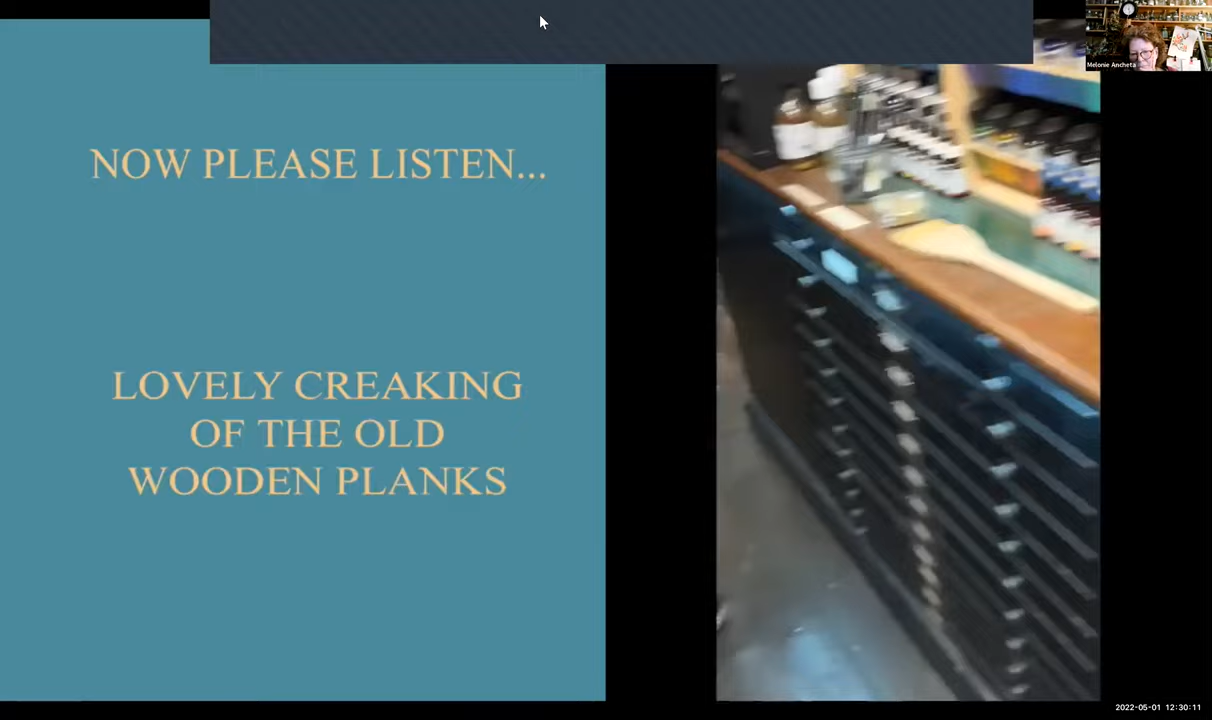 NOW PLEASE LISTEN...
LOVELY CREAKING
OF THE OLD
WOODEN PLANKS
Melonie Ancheta
2022-05-01 12:30:11